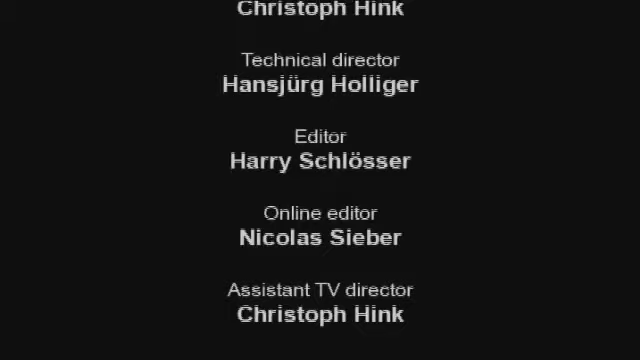 Christoph Hink
Technical director
Hansjürg Holliger
Editor
Harry Schlösser
Online editor
Nicolas Sieber
Assistant TV director
Christoph Hink